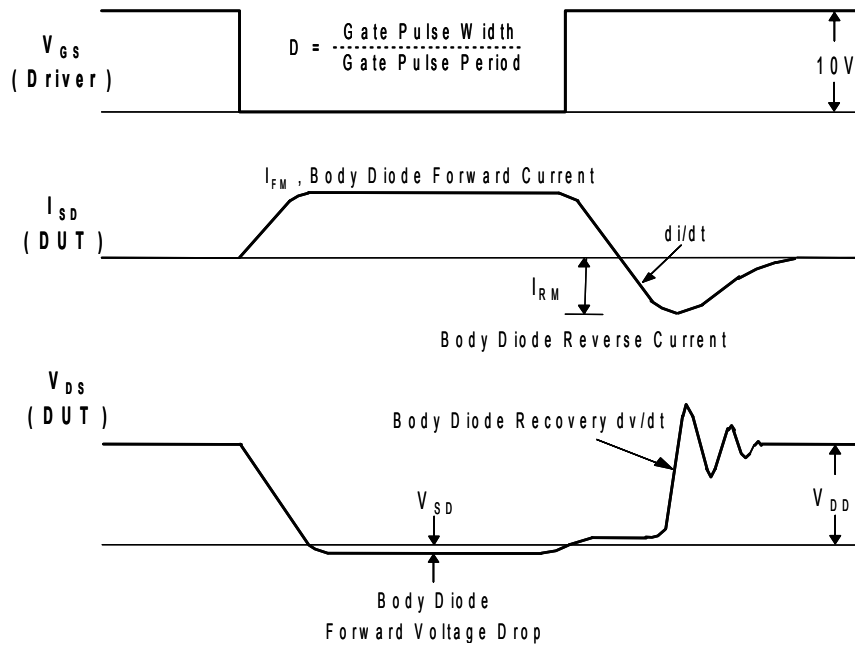 V GS
(Driver)
D = Gate Pulse Width
Gate Pulse Period
10V
I FM , Body Diode Forward Current
I SD
(DUT)
di/dt
I RM
Body Diode Reverse Current
V DS
(DUT)
Body Diode Recovery dv/dt
V SD
V DD
Body Diode
Forward Voltage Drop